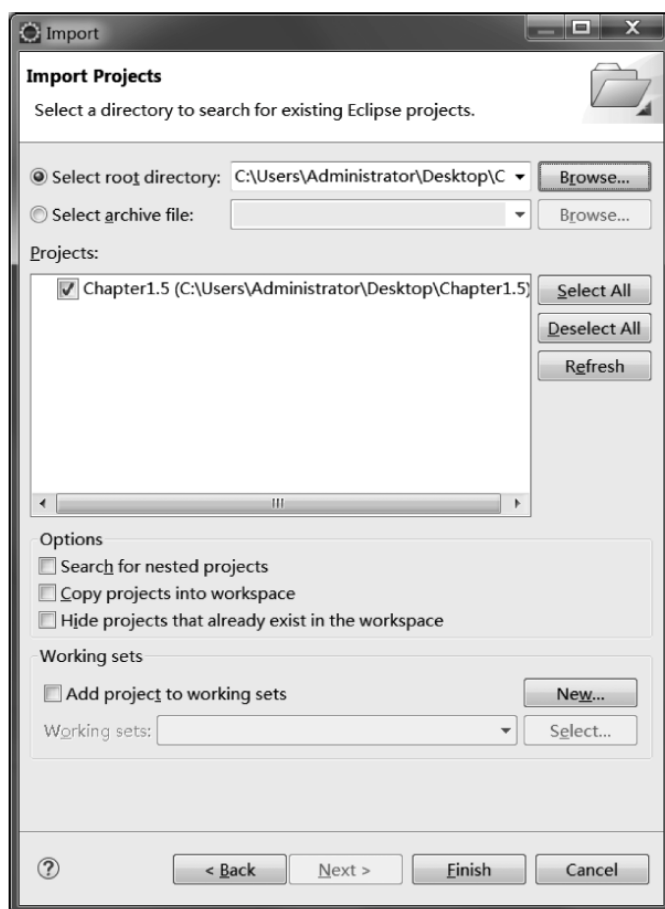 Import
Import Projects
Select a directory to search for existing Eclipse projects.
Select root directory: C:\Users\Administrator\Desktop\C Browse...
Select archive file: Browse...
Projects:
Chapter1.5 (C:\Users\Administrator\Desktop\Chapter1.5) Select All
Deselect All
Refresh
Options
Search for nested projects
Copy projects into workspace
Hide projects that already exist in the workspace
Working sets
Add project to working sets New...
Working sets: Select...
? < Back Next > Finish Cancel